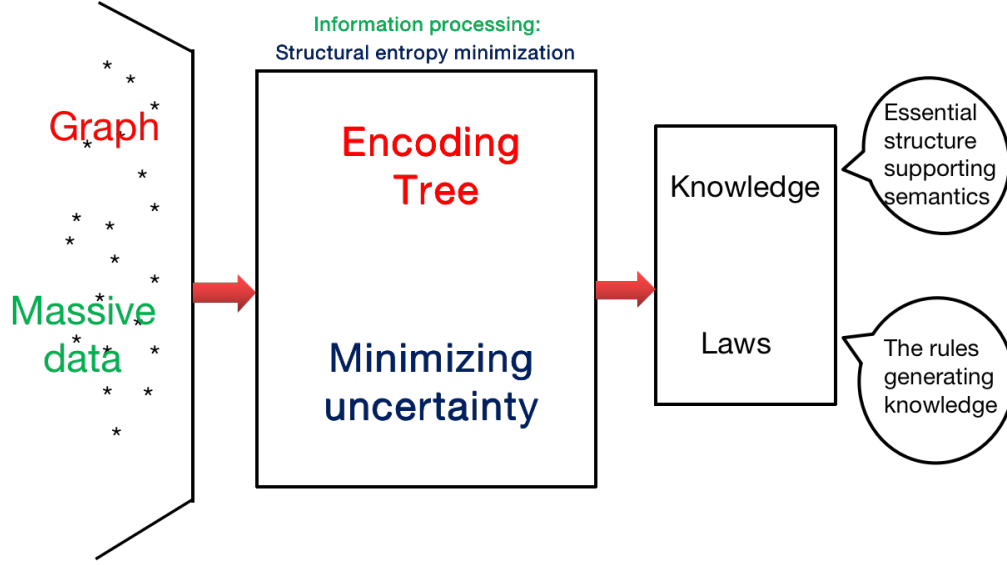 Information processing:
Structural entropy minimization
Graph
Massive
data
Encoding
Tree
Minimizing
uncertainty
Knowledge
Laws
Essential
structure
supporting
semantics
The rules
generating
knowledge